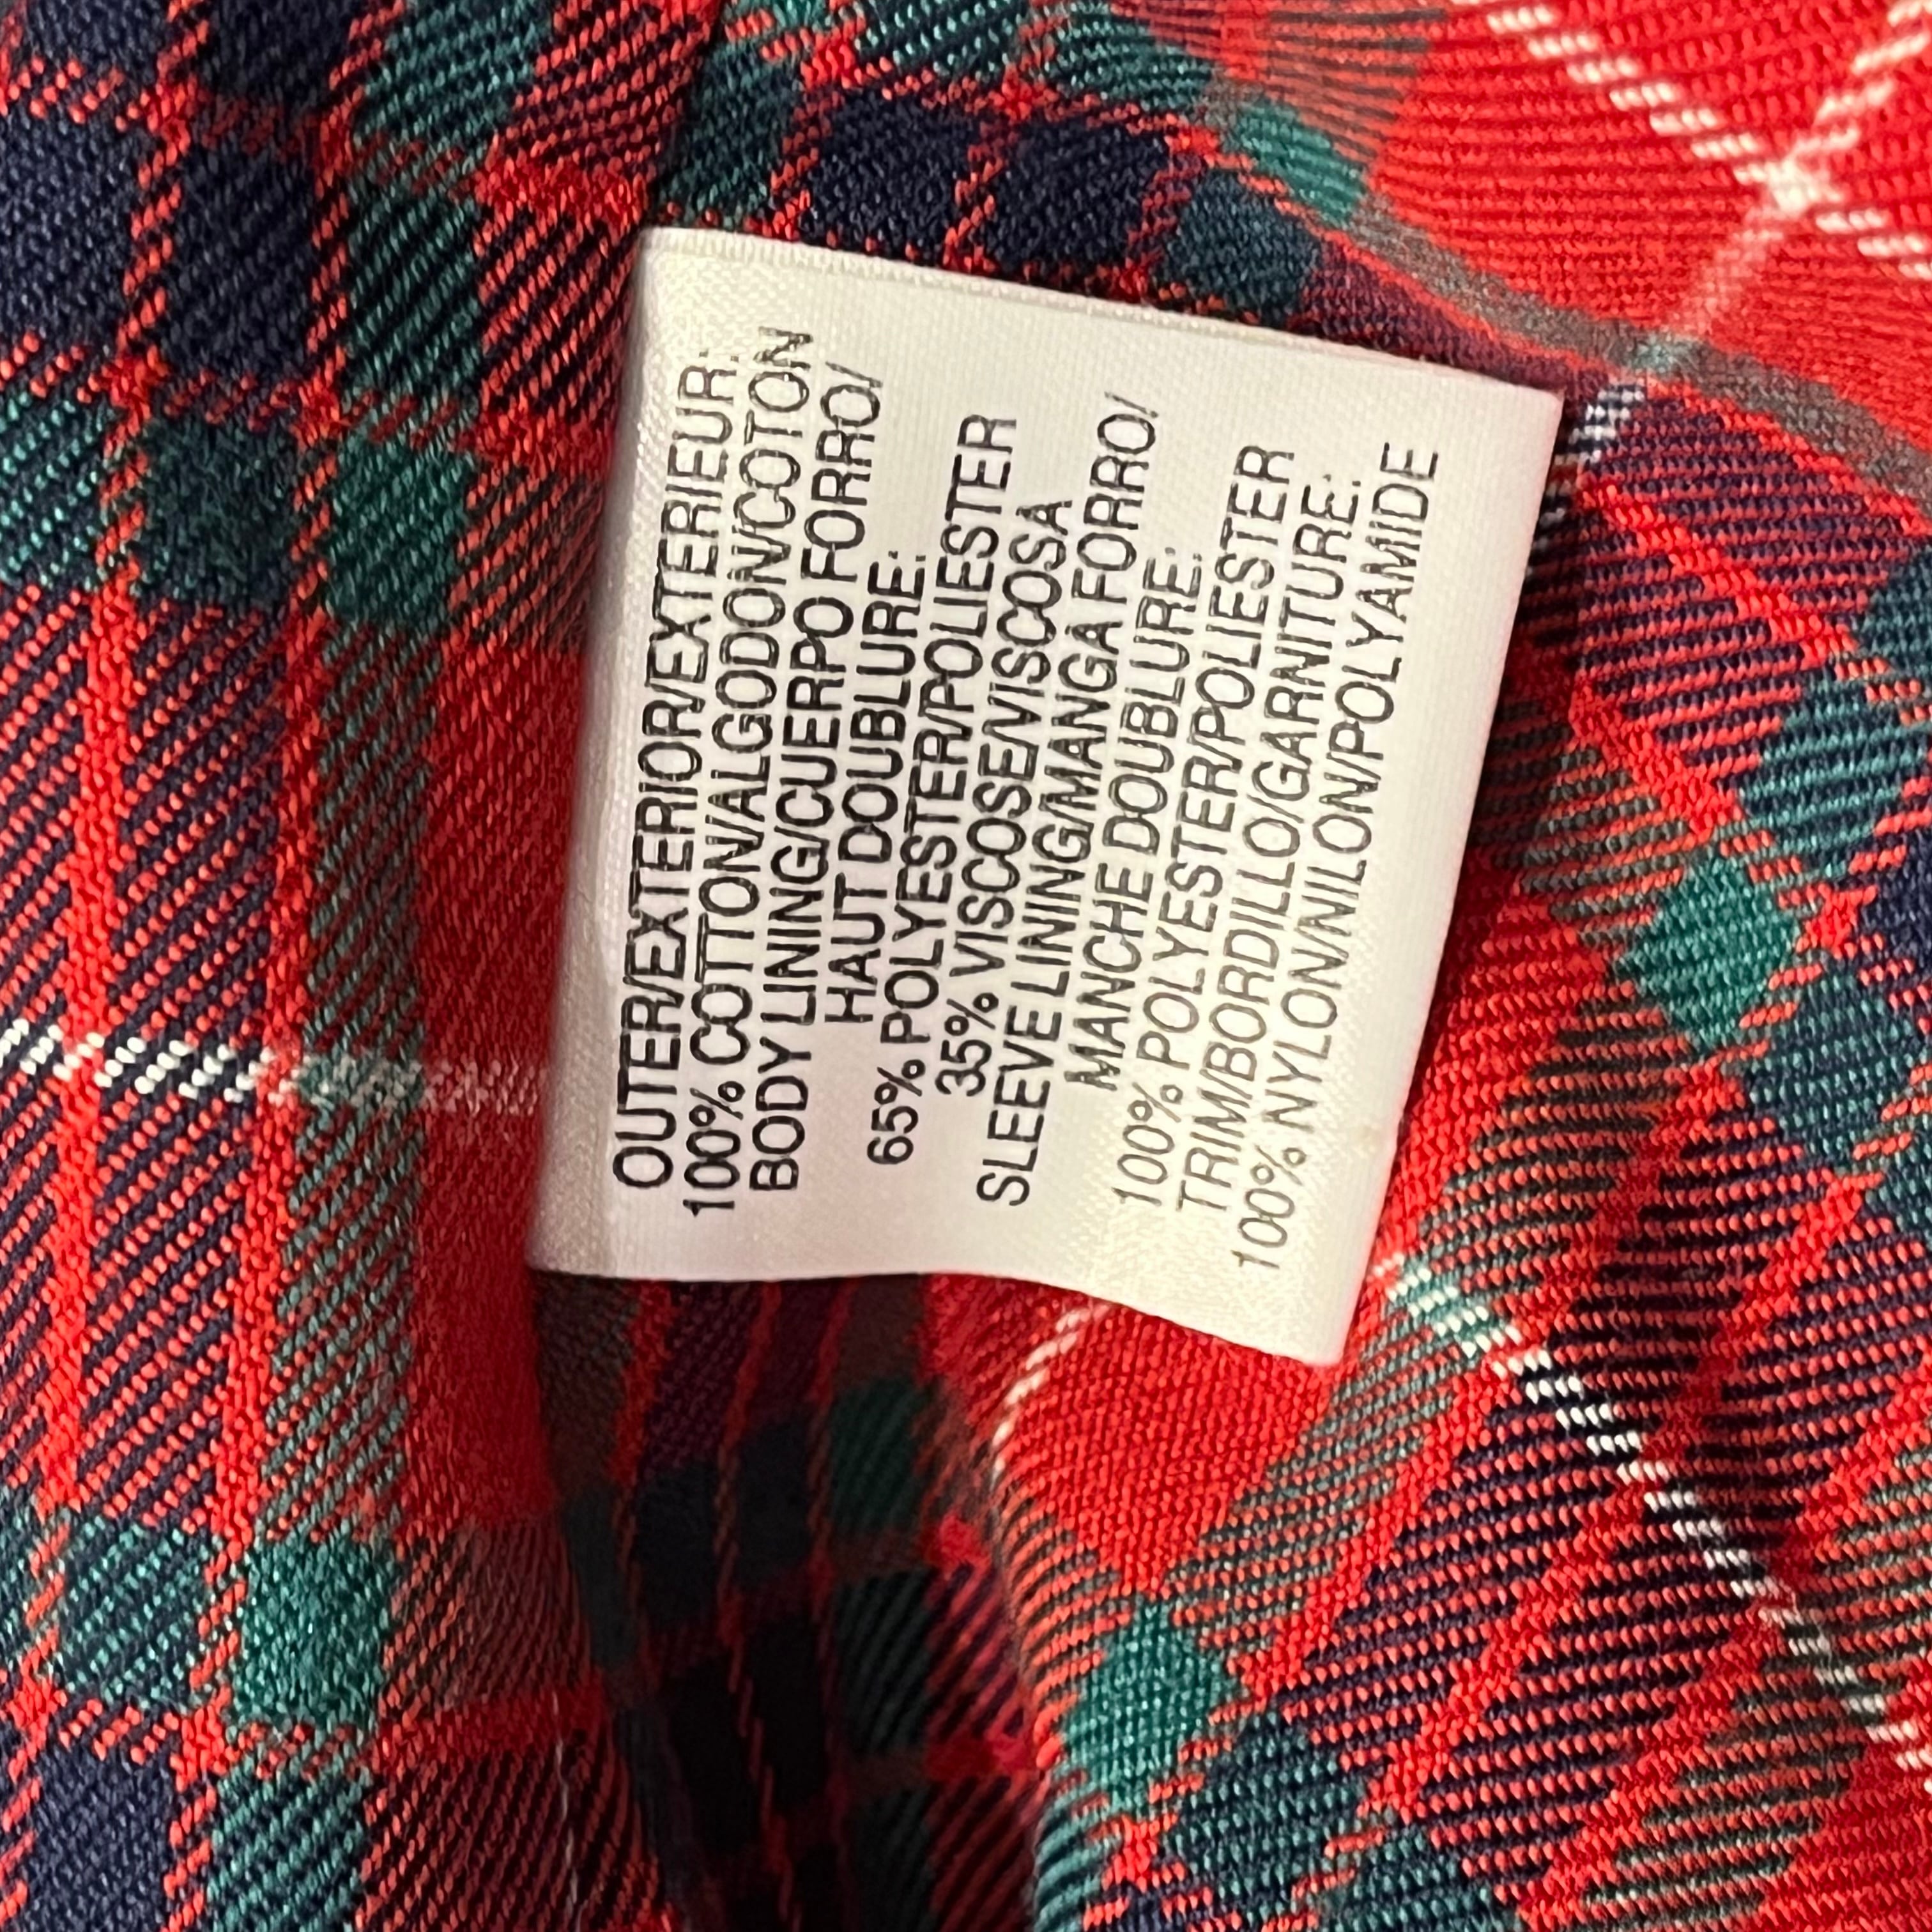 OUTER/EXTERIOR/EXTERIEUR:
100% COTTON/ALGODON/COTON
BODY LINING/CUERPO FORRO/
HAUT DOUBLURE:
65% POLYESTER/POLIESTER
35% VISCOSE/VISCOSA
SLEEVE LINING/MANGA FORRO/
MANCHE DOUBLURE:
100% POLYESTER/POLIESTER
TRIM/BORDILLO/GARNITURE:
100% NYLON/NILON/POLYAMIDE